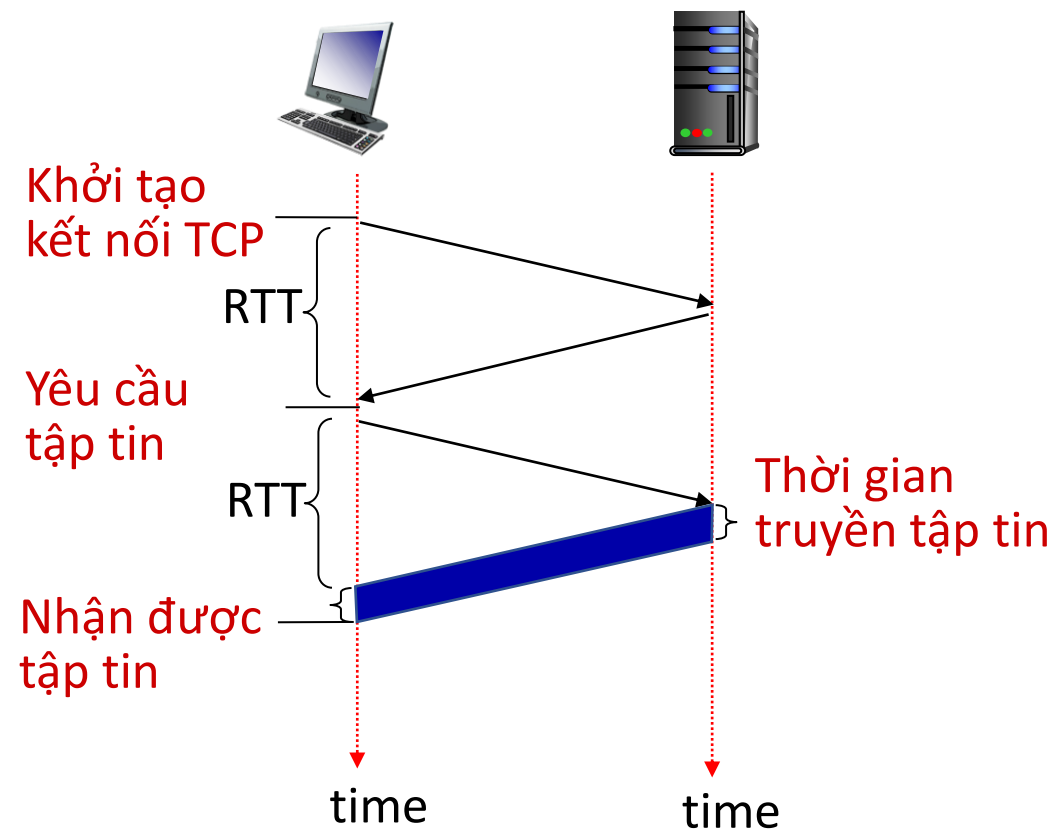 Khởi tạo
kết nối TCP
RTT
Yêu cầu
tập tin
RTT
Thời gian
truyền tập tin
Nhận được
tập tin
time
time